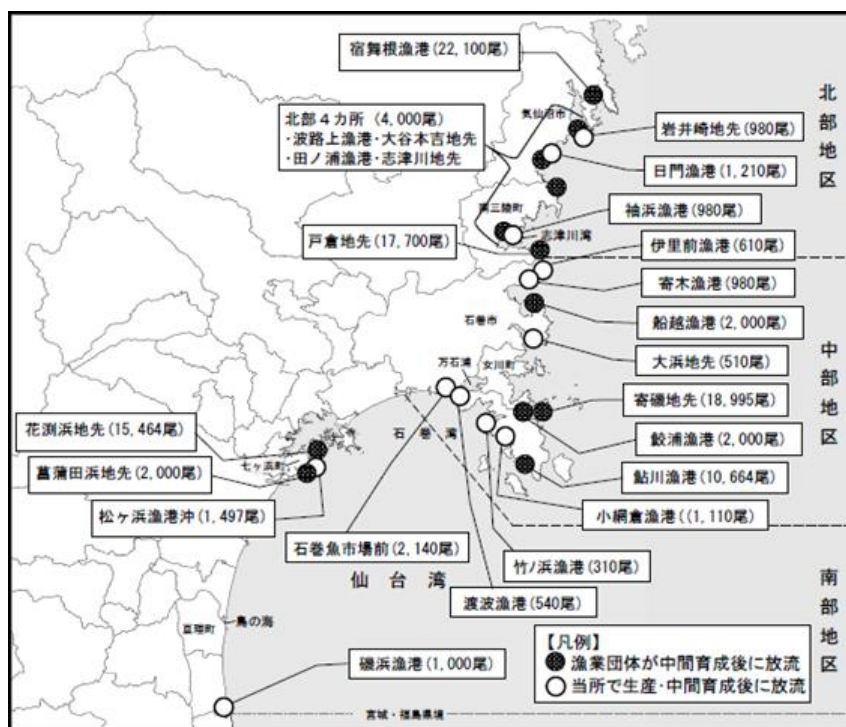 宿舞根漁港(22,100尾)
北部4カ所 (4,000尾)
・波路上漁港・大谷本吉地先
・田ノ浦漁港・志津川地先
気仙沼市
岩井崎地先(980尾)
日門漁港(1,210尾)
南三陸町
袖浜漁港(980尾)
志津川湾
戸倉地先(17,700尾)
伊里前漁港(610尾)
寄木漁港(980尾)
石巻市
船越漁港(2,000尾)
大浜地先(510尾)
万石浦
女川町
寄磯地先(18,995尾)
花渕浜地先(15,464尾)
石巻湾
鮫浦漁港(2,000尾)
七ヶ浜町
菖蒲田浜地先(2,000尾)
鮎川漁港(10,664尾)
松ヶ浜漁港沖(1,497尾)
小網倉漁港((1,110尾)
石巻魚市場前(2,140尾)
竹ノ浜漁港(310尾)
仙台湾
渡波漁港(540尾)
亘理町
鳥の海
磯浜漁港(1,000尾)
宮城・福島県境
北部地区
中部地区
南部地区
【凡例】
漁業団体が中間育成後に放流
当所で生産・中間育成後に放流